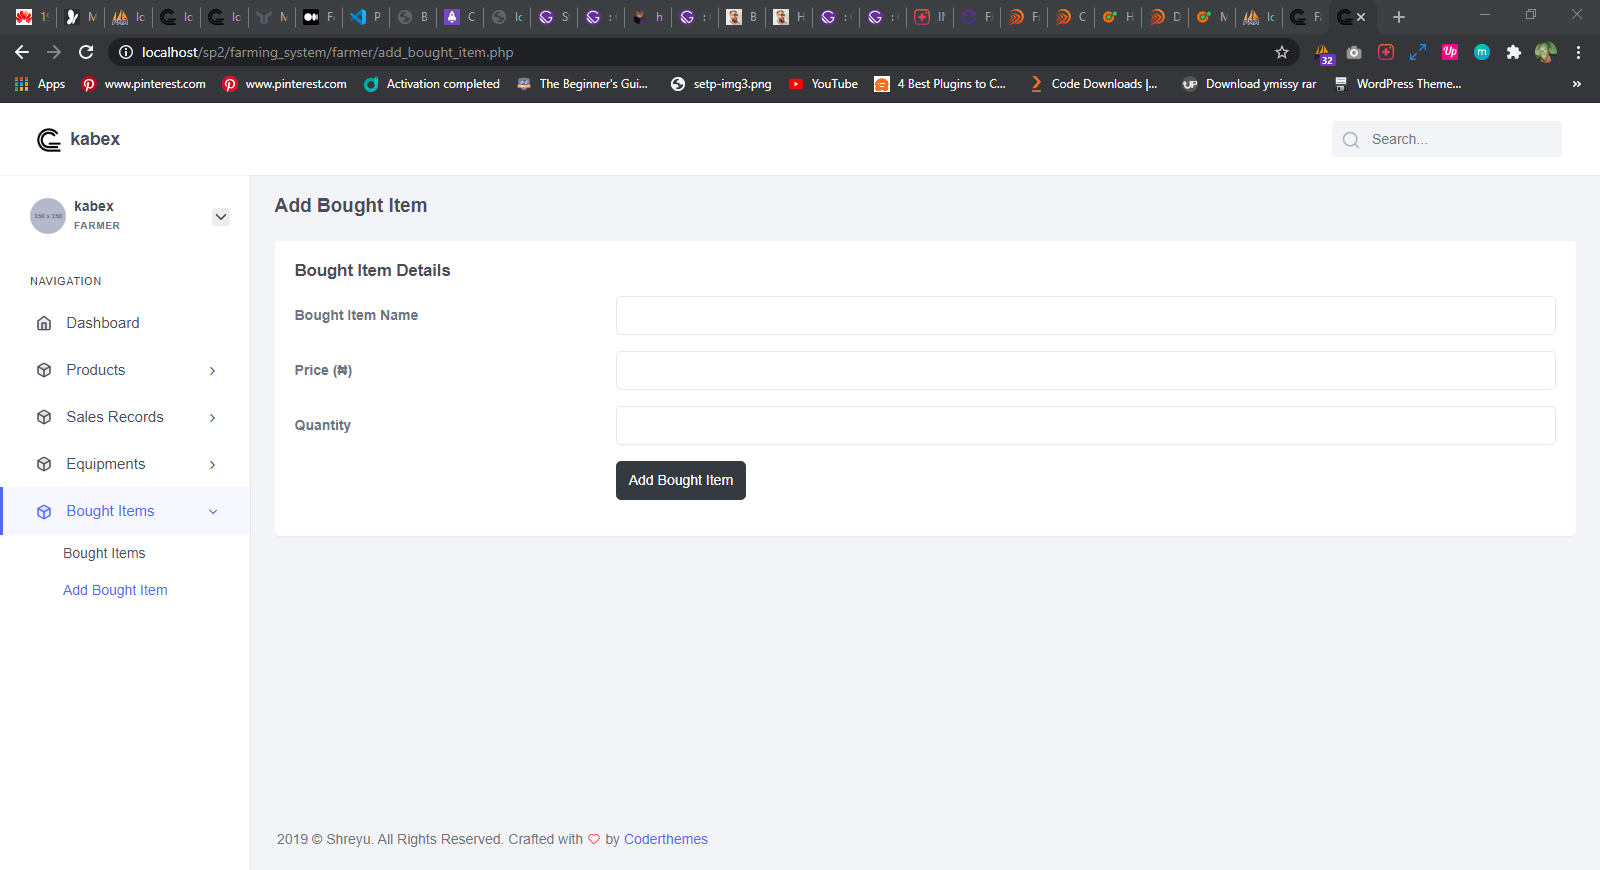 localhost/sp2/farming_system/farmer/add_bought_item.php
32
Up
m
Apps
www.pinterest.com
www.pinterest.com
Activation completed
The Beginner's Gui...
setp-img3.png
YouTube
4 Best Plugins to C...
Code Downloads |...
Download ymissy rar
WordPress Theme...
»
kabex
Search...
150 x 150
kabex
FARMER
NAVIGATION
Dashboard
Products
Sales Records
Equipments
Bought Items
Bought Items
Add Bought Item
Add Bought Item
Bought Item Details
Bought Item Name
Price (₦)
Quantity
Add Bought Item
2019 © Shreyu. All Rights Reserved. Crafted with by Coderthemes